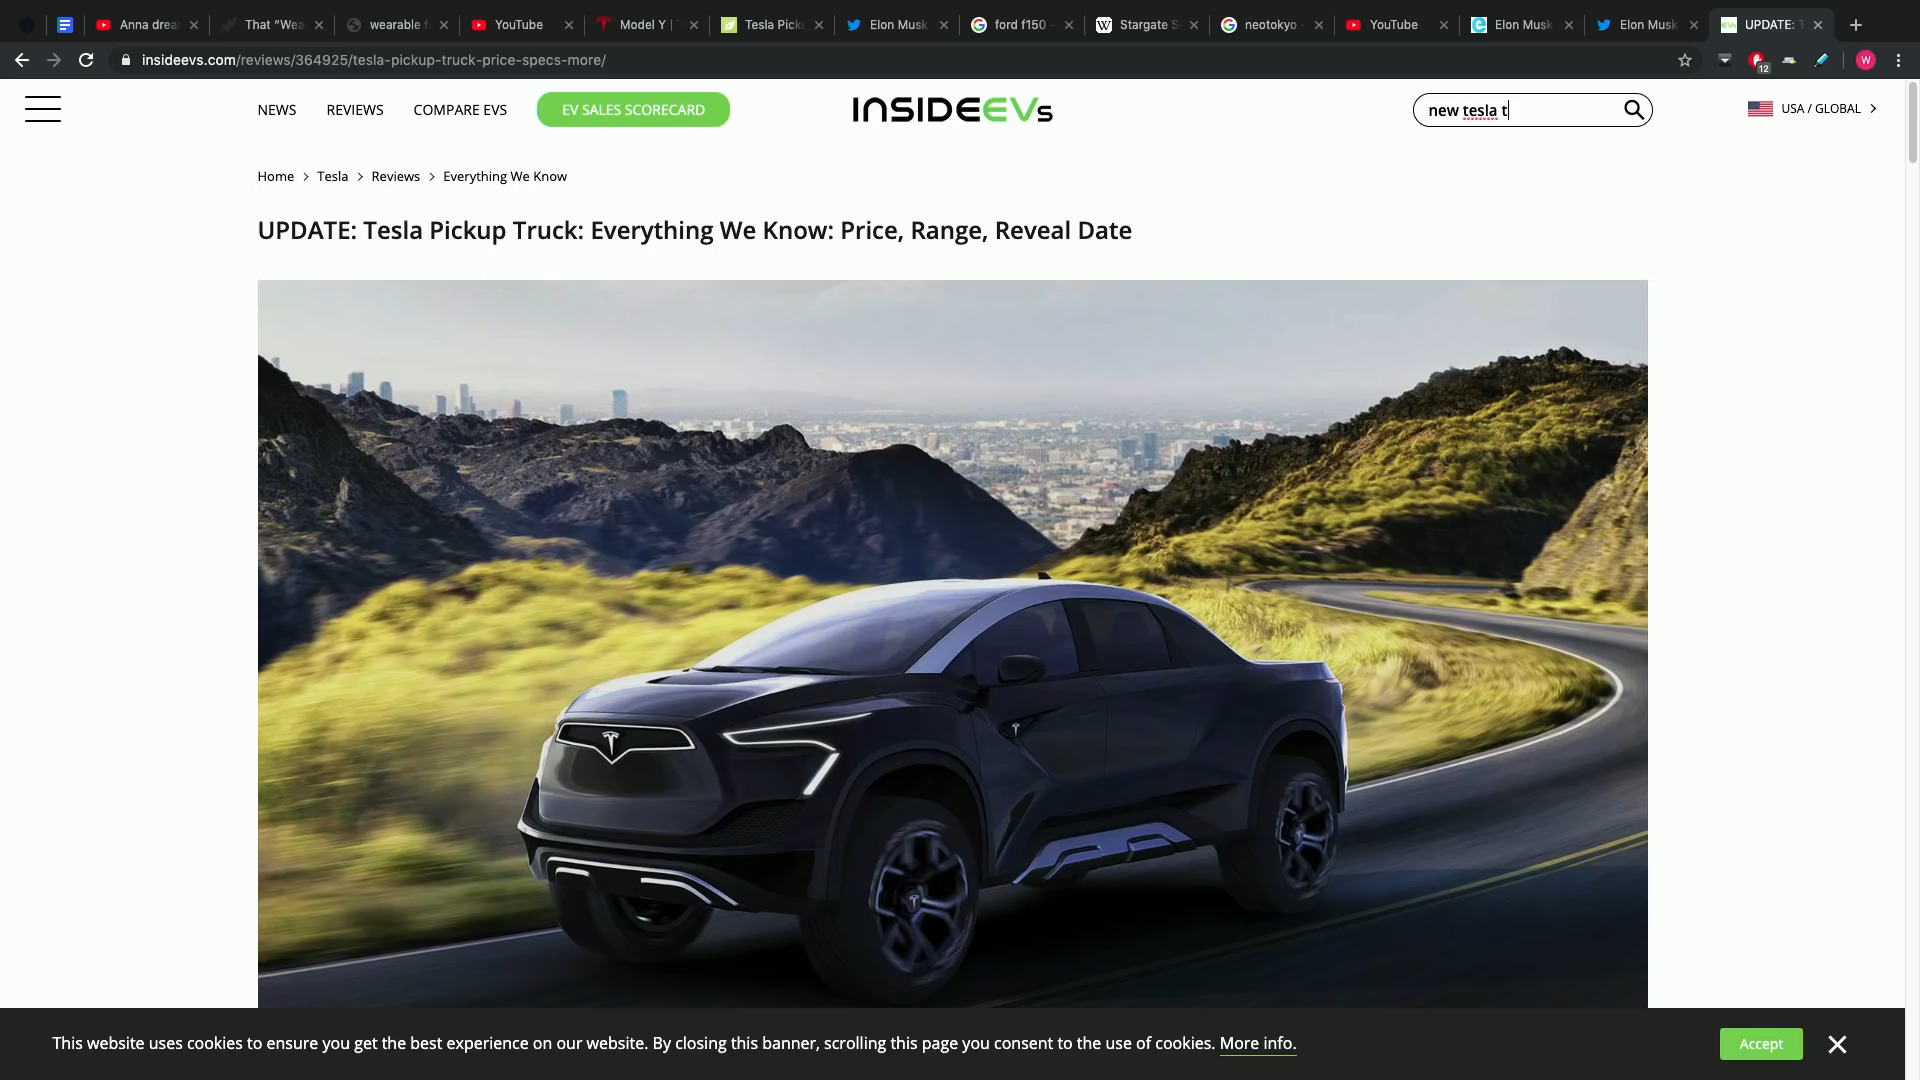 Anna drea
That “Wea
wearable f
YouTube
Model Y | T
Tesla Picku
Elon Musk
ford f150 -
Stargate S
neotokyo -
YouTube
Elon Musk
Elon Musk
UPDATE: T
insideevs.com/reviews/364925/tesla-pickup-truck-price-specs-more/
12
W
NEWS
REVIEWS
COMPARE EVS
EV SALES SCORECARD
INSIDEEVs
new tesla t
USA / GLOBAL
Home > Tesla > Reviews > Everything We Know
UPDATE: Tesla Pickup Truck: Everything We Know: Price, Range, Reveal Date
This website uses cookies to ensure you get the best experience on our website. By closing this banner, scrolling this page you consent to the use of cookies. More info.
Accept